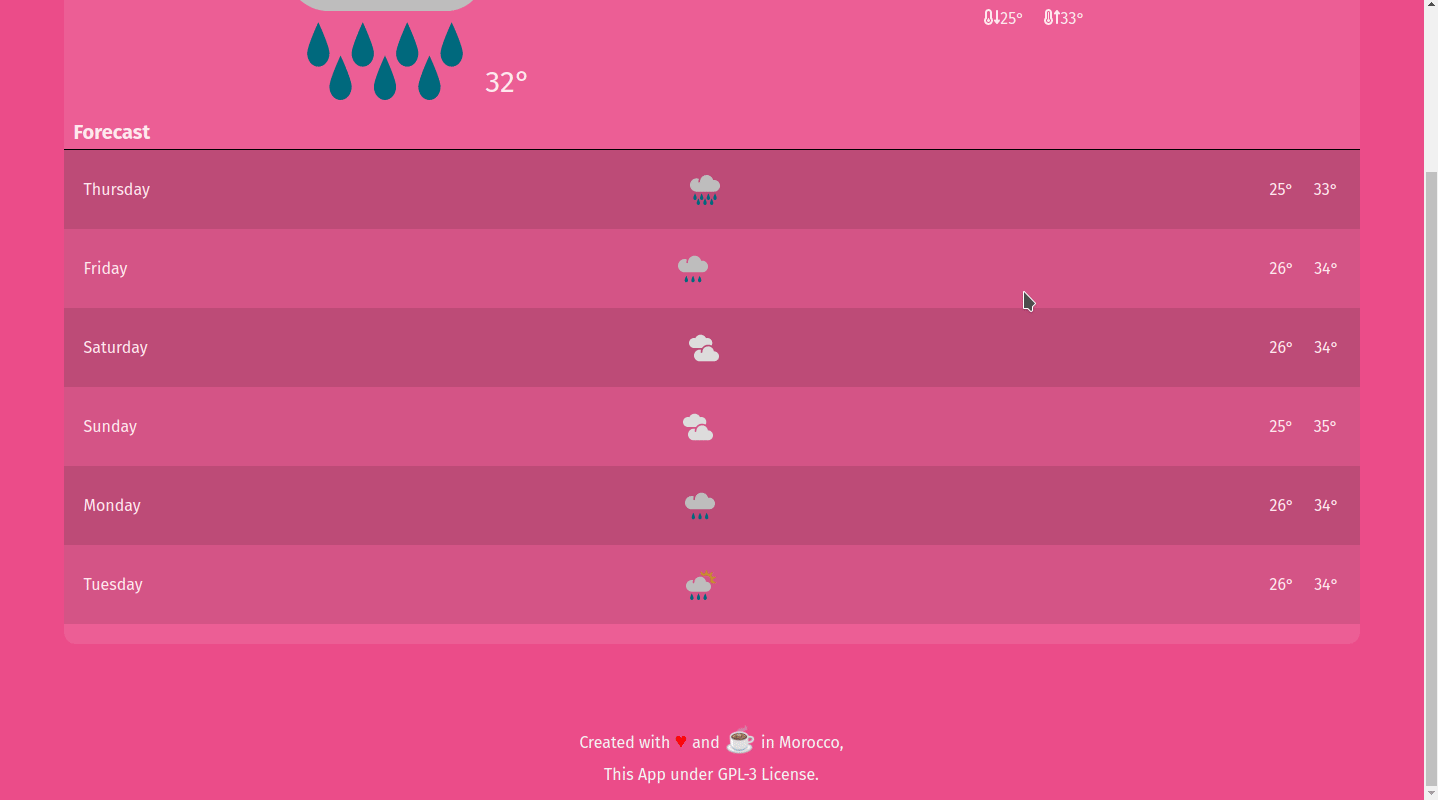 25° 33°
32°
Forecast
Thursday 25° 33°
Friday 26° 34°
Saturday 26° 34°
Sunday 25° 35°
Monday 26° 34°
Tuesday 26° 34°
Created with ♥ and ☕ in Morocco,
This App under GPL-3 License.